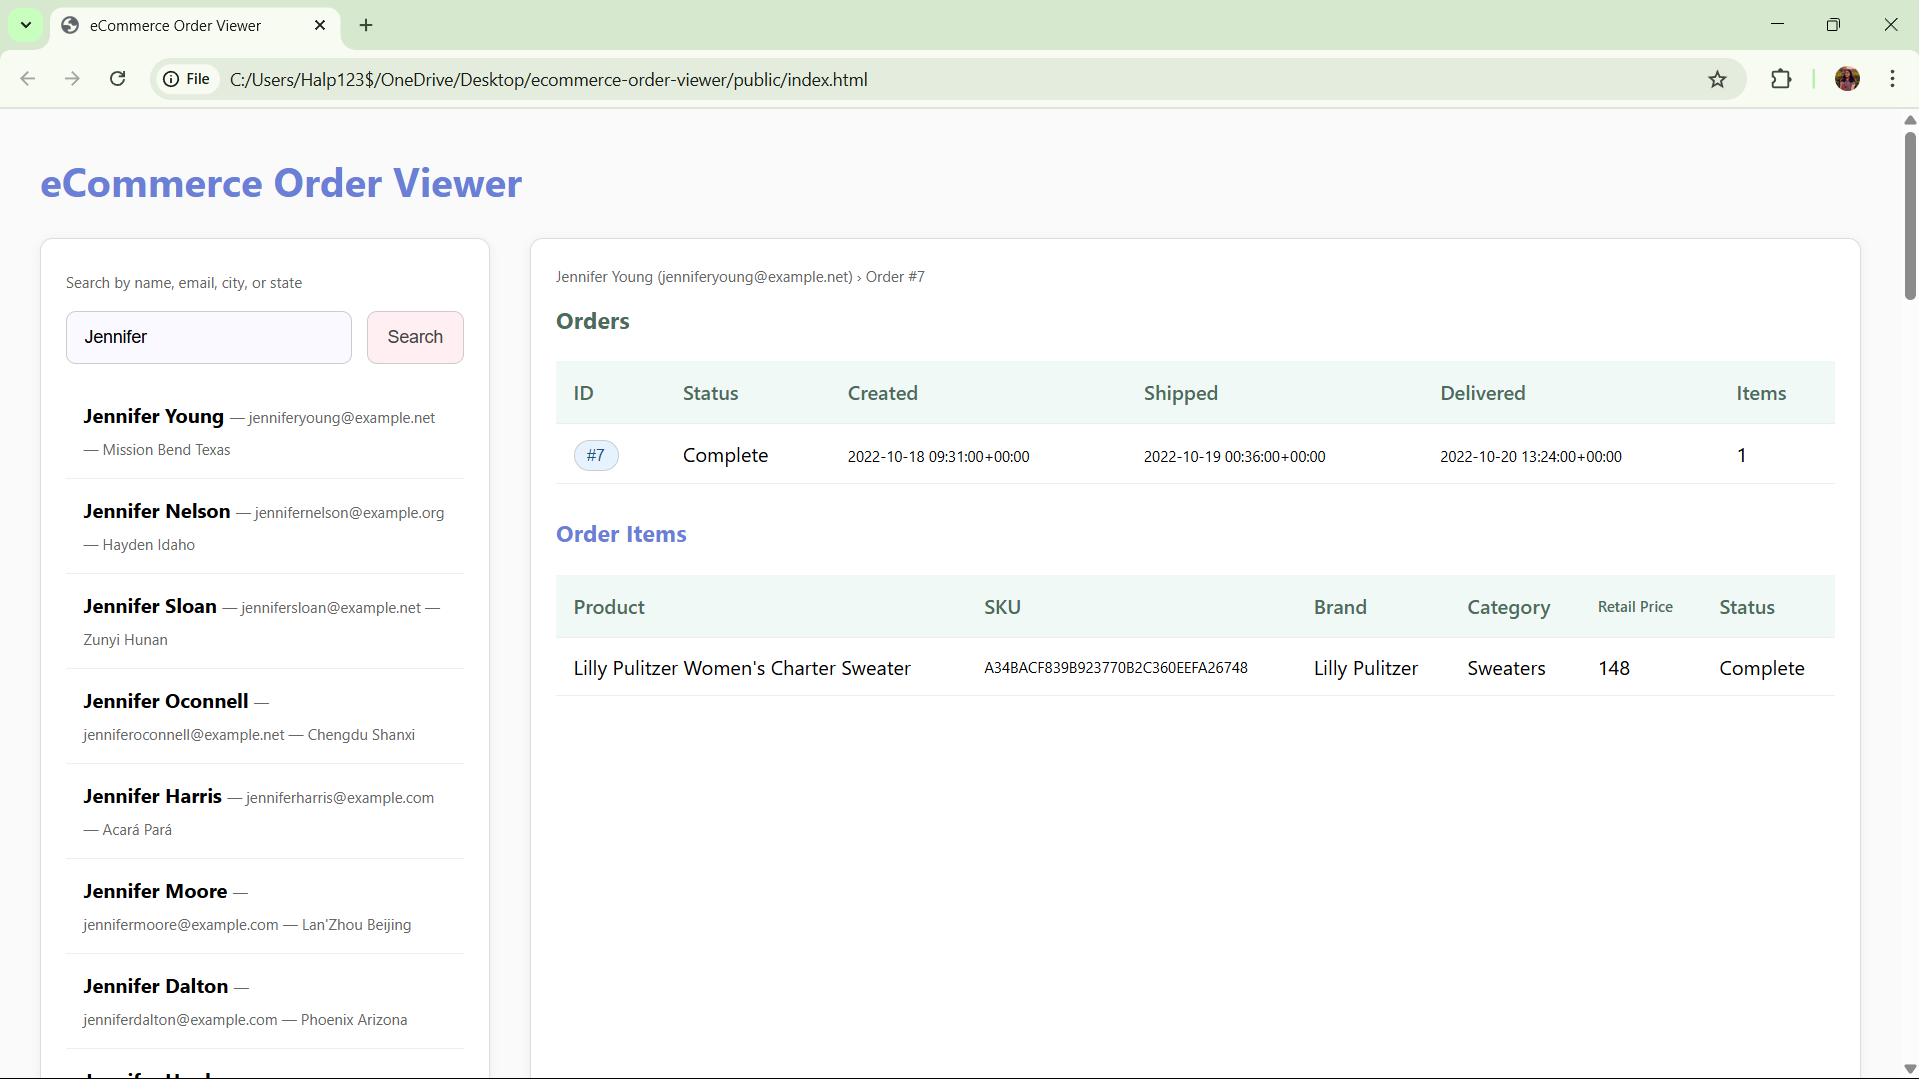 eCommerce Order Viewer
File C:/Users/Halp123$/OneDrive/Desktop/ecommerce-order-viewer/public/index.html
eCommerce Order Viewer
Search by name, email, city, or state
Jennifer Search
Jennifer Young — jenniferyoung@example.net
— Mission Bend Texas
Jennifer Nelson — jennifernelson@example.org
— Hayden Idaho
Jennifer Sloan — jennifersloan@example.net —
Zunyi Hunan
Jennifer Oconnell —
jenniferoconnell@example.net — Chengdu Shanxi
Jennifer Harris — jenniferharris@example.com
— Acará Pará
Jennifer Moore —
jennifermoore@example.com — Lan'Zhou Beijing
Jennifer Dalton —
jenniferdalton@example.com — Phoenix Arizona
Jennifer Young (jenniferyoung@example.net) › Order #7
Orders
ID Status Created Shipped Delivered Items
#7 Complete 2022-10-18 09:31:00+00:00 2022-10-19 00:36:00+00:00 2022-10-20 13:24:00+00:00 1
Order Items
Product SKU Brand Category Retail Price Status
Lilly Pulitzer Women's Charter Sweater A34BACF839B923770B2C360EEFA26748 Lilly Pulitzer Sweaters 148 Complete